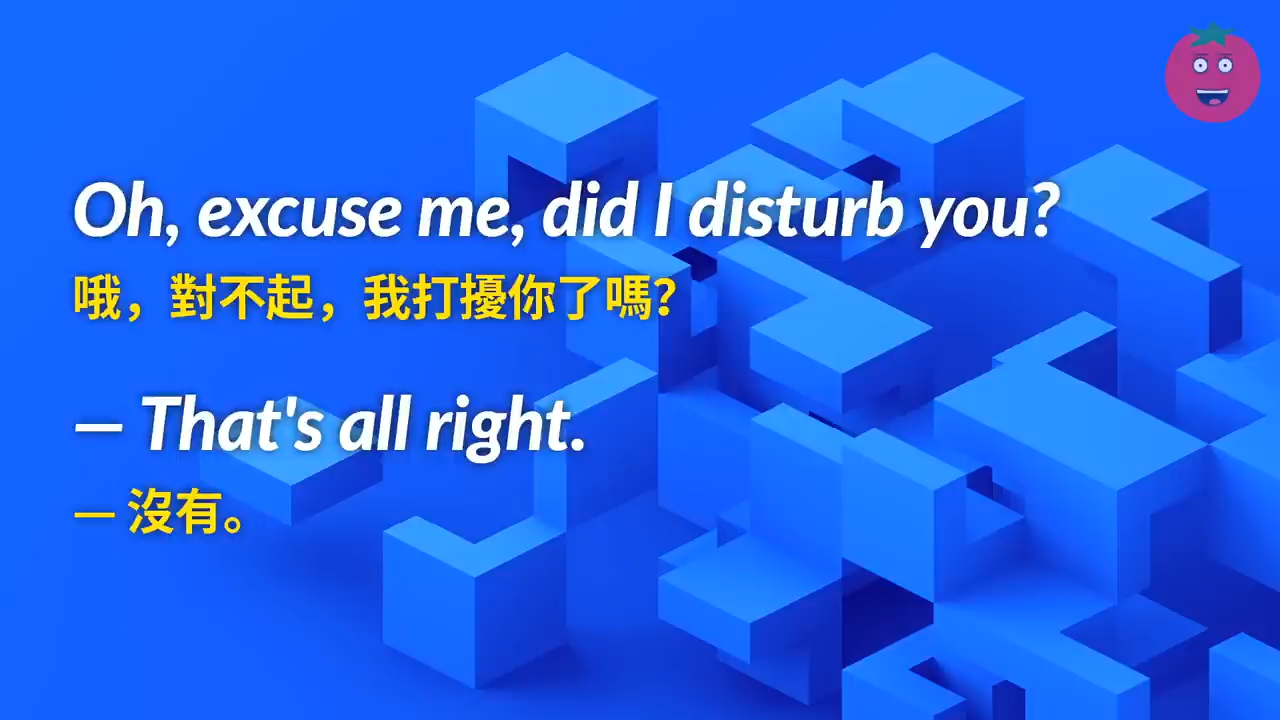 Oh, excuse me, did I disturb you?
哦，對不起，我打擾你了嗎？
— That's all right.
— 沒有。